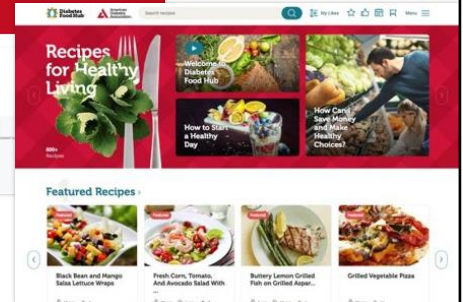 Diabetes
Food Hub
American
Diabetes
Association.
Search recipes
My Likes
Menu
Recipes
for Healthy
Living
600+
Recipes
Welcome to
Diabetes
Food Hub
How to Start
a Healthy
Day
How Can I
Save Money
and Make
Healthy
Choices?
Featured Recipes
Featured
Featured
Featured
Featured
Black Bean and Mango
Salsa Lettuce Wraps
Fresh Corn, Tomato,
And Avocado Salad With
...
Buttery Lemon Grilled
Fish on Grilled Aspar...
Grilled Vegetable Pizza